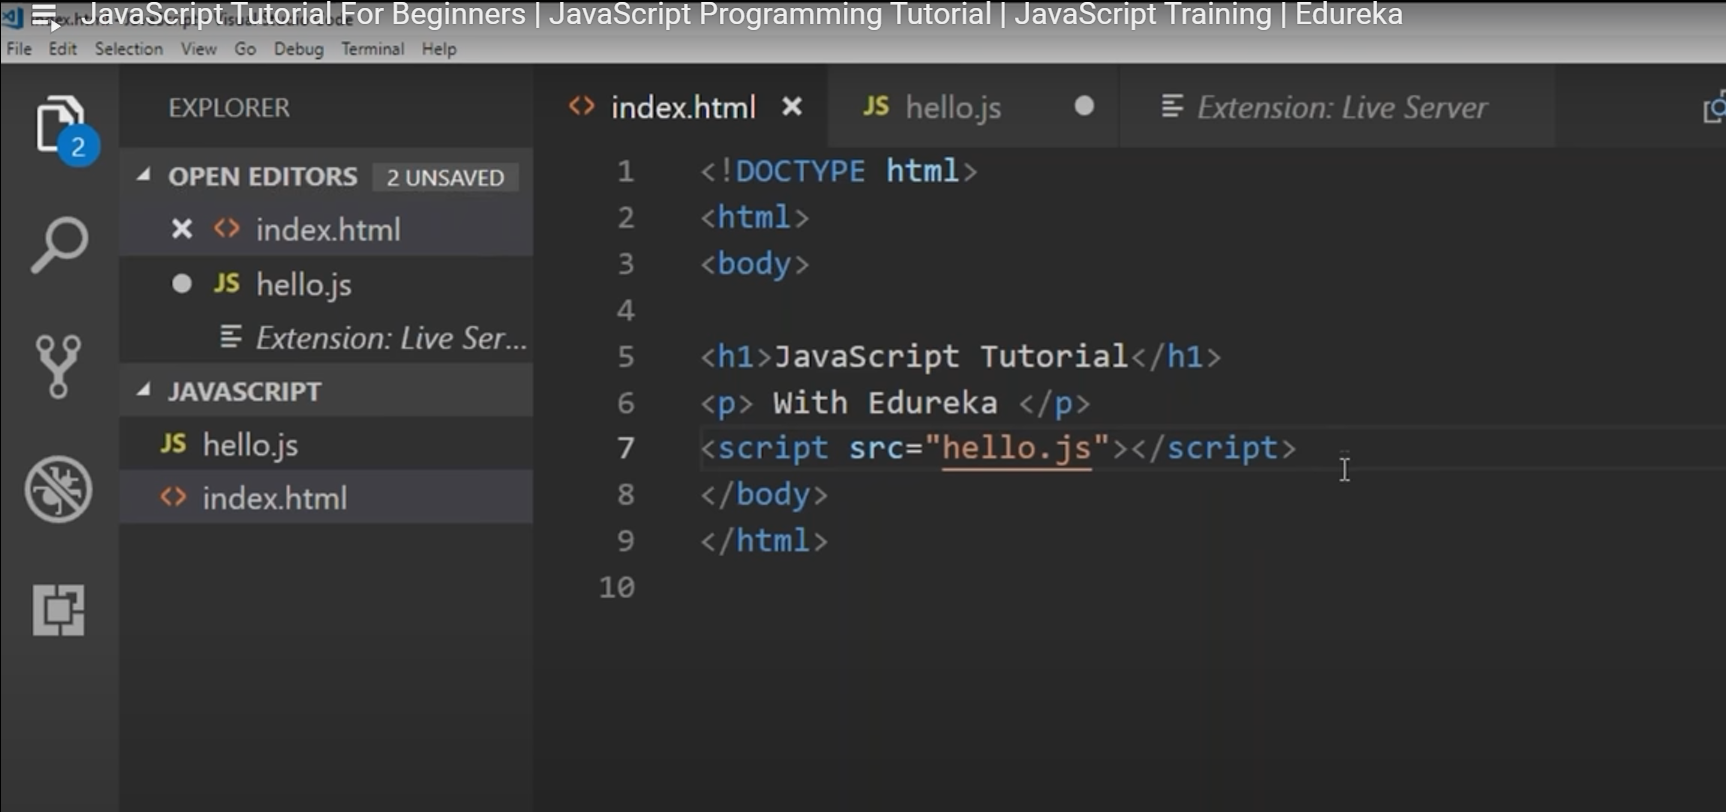 JavaScript Tutorial For Beginners | JavaScript Programming Tutorial | JavaScript Training | Edureka
File Edit Selection View Go Debug Terminal Help
EXPLORER
index.html
JS hello.js
Extension: Live Server
2
OPEN EDITORS 2 UNSAVED
index.html
JS hello.js
Extension: Live Ser...
JAVASCRIPT
JS hello.js
index.html
1 <!DOCTYPE html>
2 <html>
3 <body>
4
5 <h1>JavaScript Tutorial</h1>
6 <p> With Edureka </p>
7 <script src="hello.js"></script>
8 </body>
9 </html>
10